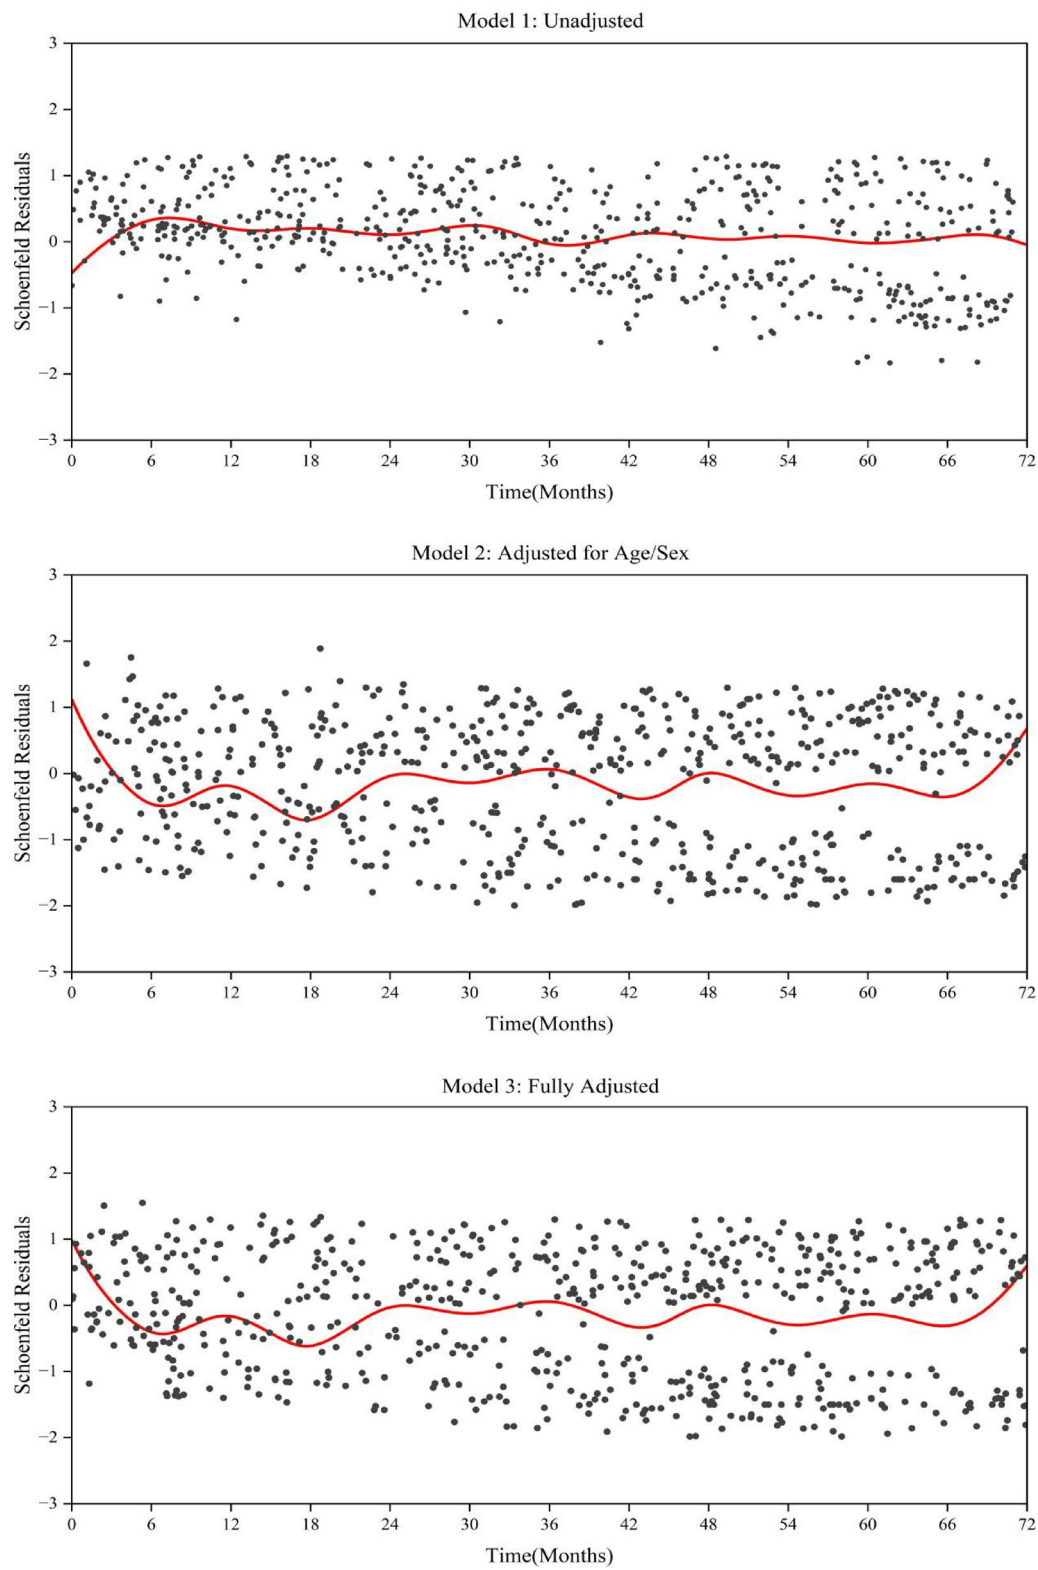 Model 1: Unadjusted
3
2
1
0
−1
−2
−3
Schoenfeld Residuals
0 6 12 18 24 30 36 42 48 54 60 66 72
Time(Months)
Model 2: Adjusted for Age/Sex
3
2
1
0
−1
−2
−3
Schoenfeld Residuals
0 6 12 18 24 30 36 42 48 54 60 66 72
Time(Months)
Model 3: Fully Adjusted
3
2
1
0
−1
−2
−3
Schoenfeld Residuals
0 6 12 18 24 30 36 42 48 54 60 66 72
Time(Months)